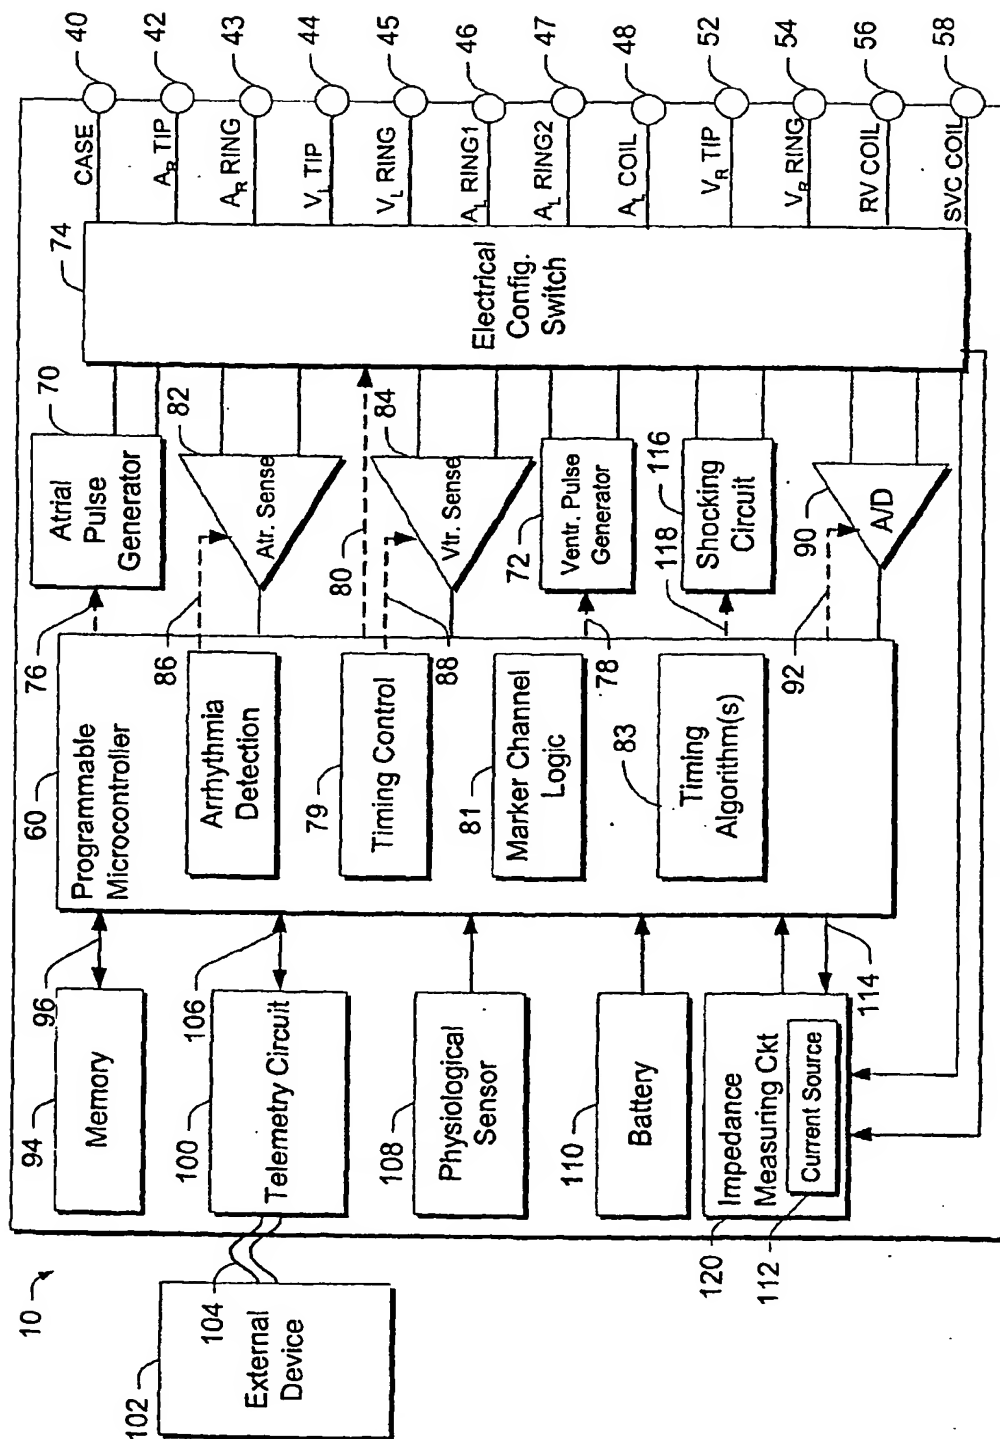 10
102
External
Device
104
94
Memory
96
100
Telemetry Circuit
106
108
Physiological
Sensor
110
Battery
120
Impedance
Measuring Ckt
112
Current Source
114
60
Programmable
Microcontroller
Arrhythmia
Detection
79
Timing Control
81
Marker Channel
Logic
83
Timing
Algorithm(s)
76
70
Atrial
Pulse
Generator
86
82
Atr. Sense
80
88
84
Vtr. Sense
72
Ventr. Pulse
Generator
78
118
116
Shocking
Circuit
92
90
A/D
74
Electrical
Config.
Switch
CASE
40
A_R TIP
42
A_R RING
43
V_L TIP
44
V_L RING
45
A_L RING1
46
A_L RING2
47
A_L COIL
48
V_R TIP
52
V_R RING
54
RV COIL
56
SVC COIL
58